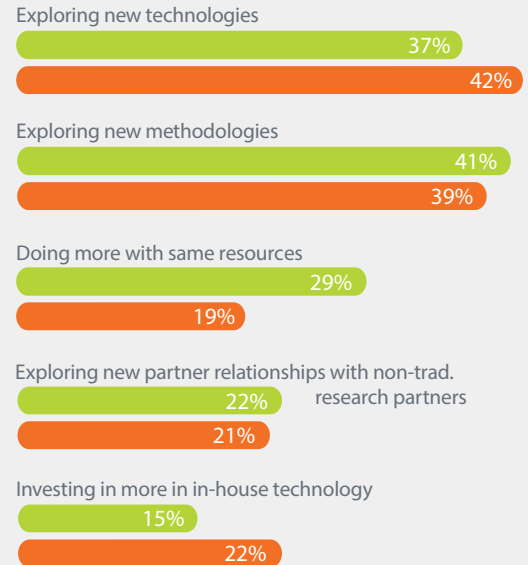 Exploring new technologies
37%
42%
Exploring new methodologies
41%
39%
Doing more with same resources
29%
19%
Exploring new partner relationships with non-trad.
research partners
22%
21%
Investing in more in in-house technology
15%
22%